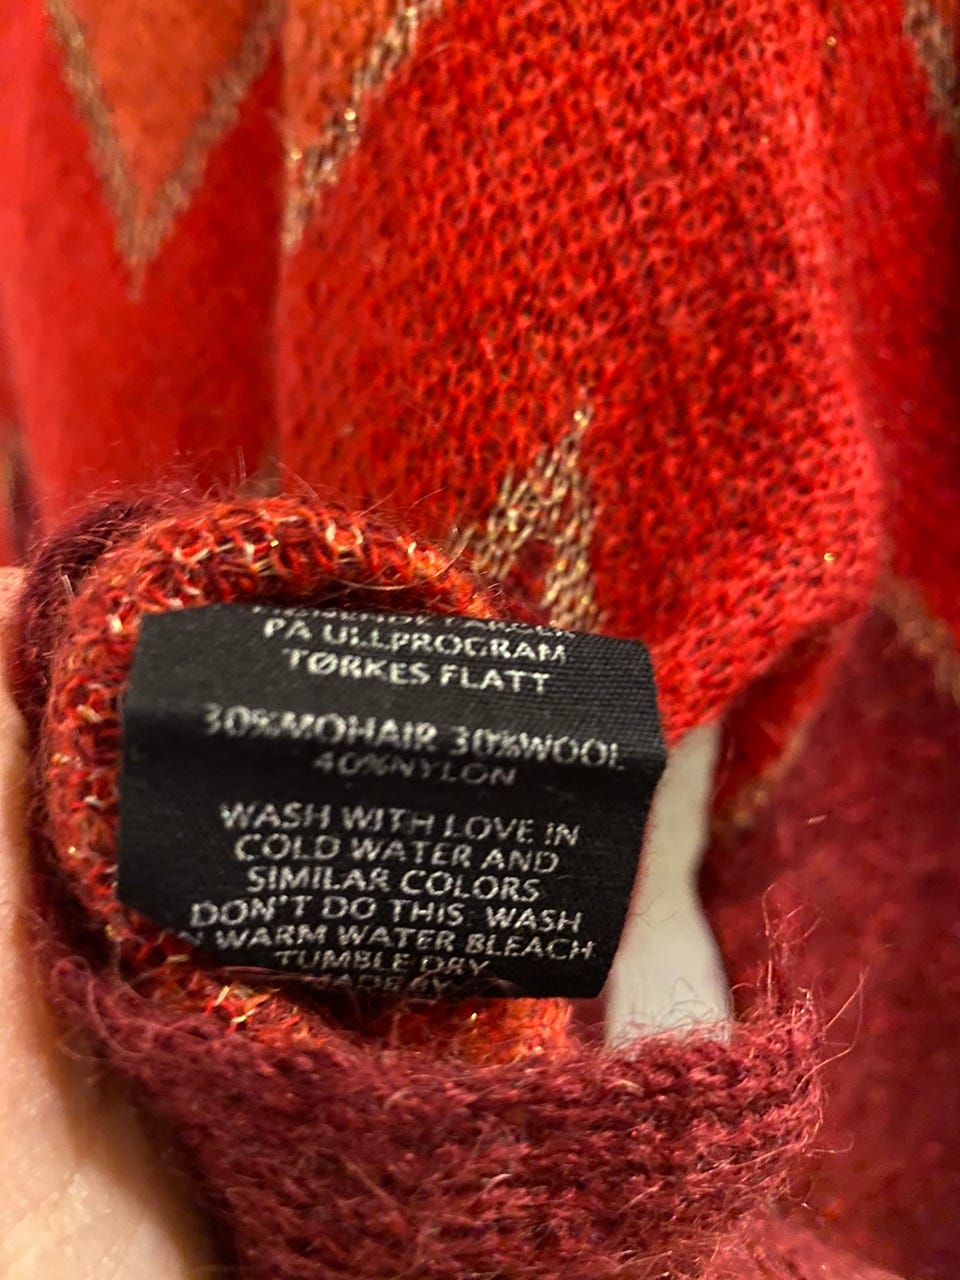 PÅ ULLPROGRAM
TØRKES FLATT
30%MOHAIR 30%WOOL
40%NYLON
WASH WITH LOVE IN
COLD WATER AND
SIMILAR COLORS
DON'T DO THIS: WASH
WARM WATER BLEACH
TUMBLE DRY